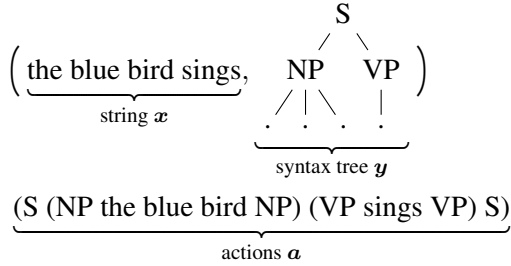 S
( the blue bird sings, NP VP )
string x
. . . .
syntax tree y
(S (NP the blue bird NP) (VP sings VP) S)
actions a